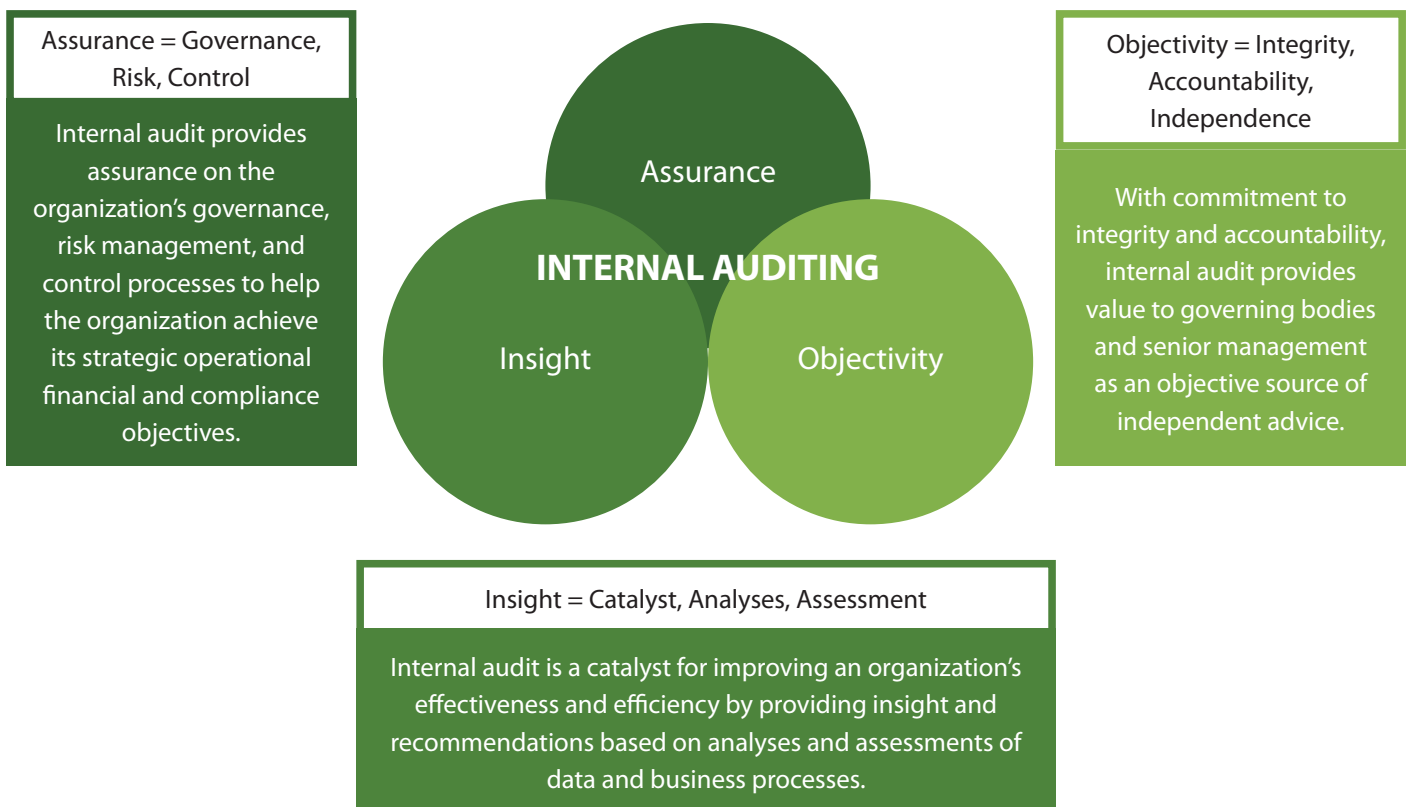 Assurance = Governance,
Risk, Control
Internal audit provides
assurance on the
organization’s governance,
risk management, and
control processes to help
the organization achieve
its strategic operational
financial and compliance
objectives.
Assurance
INTERNAL AUDITING
Insight
Objectivity
Objectivity = Integrity,
Accountability,
Independence
With commitment to
integrity and accountability,
internal audit provides
value to governing bodies
and senior management
as an objective source of
independent advice.
Insight = Catalyst, Analyses, Assessment
Internal audit is a catalyst for improving an organization’s
effectiveness and efficiency by providing insight and
recommendations based on analyses and assessments of
data and business processes.